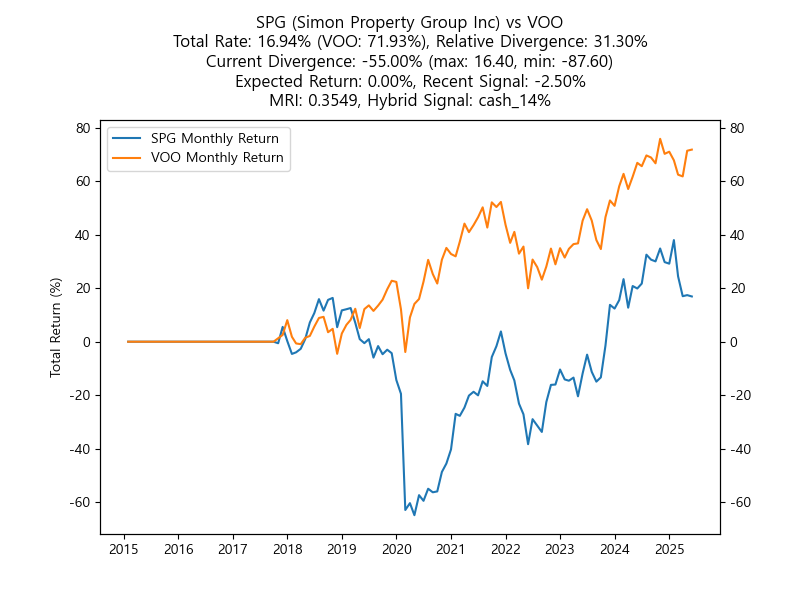 SPG (Simon Property Group Inc) vs VOO
Total Rate: 16.94% (VOO: 71.93%), Relative Divergence: 31.30%
Current Divergence: -55.00% (max: 16.40, min: -87.60)
Expected Return: 0.00%, Recent Signal: -2.50%
MRI: 0.3549, Hybrid Signal: cash_14%
SPG Monthly Return
VOO Monthly Return
Total Return (%)
80
60
40
20
0
-20
-40
-60
80
60
40
20
0
-20
-40
-60
2015 2016 2017 2018 2019 2020 2021 2022 2023 2024 2025